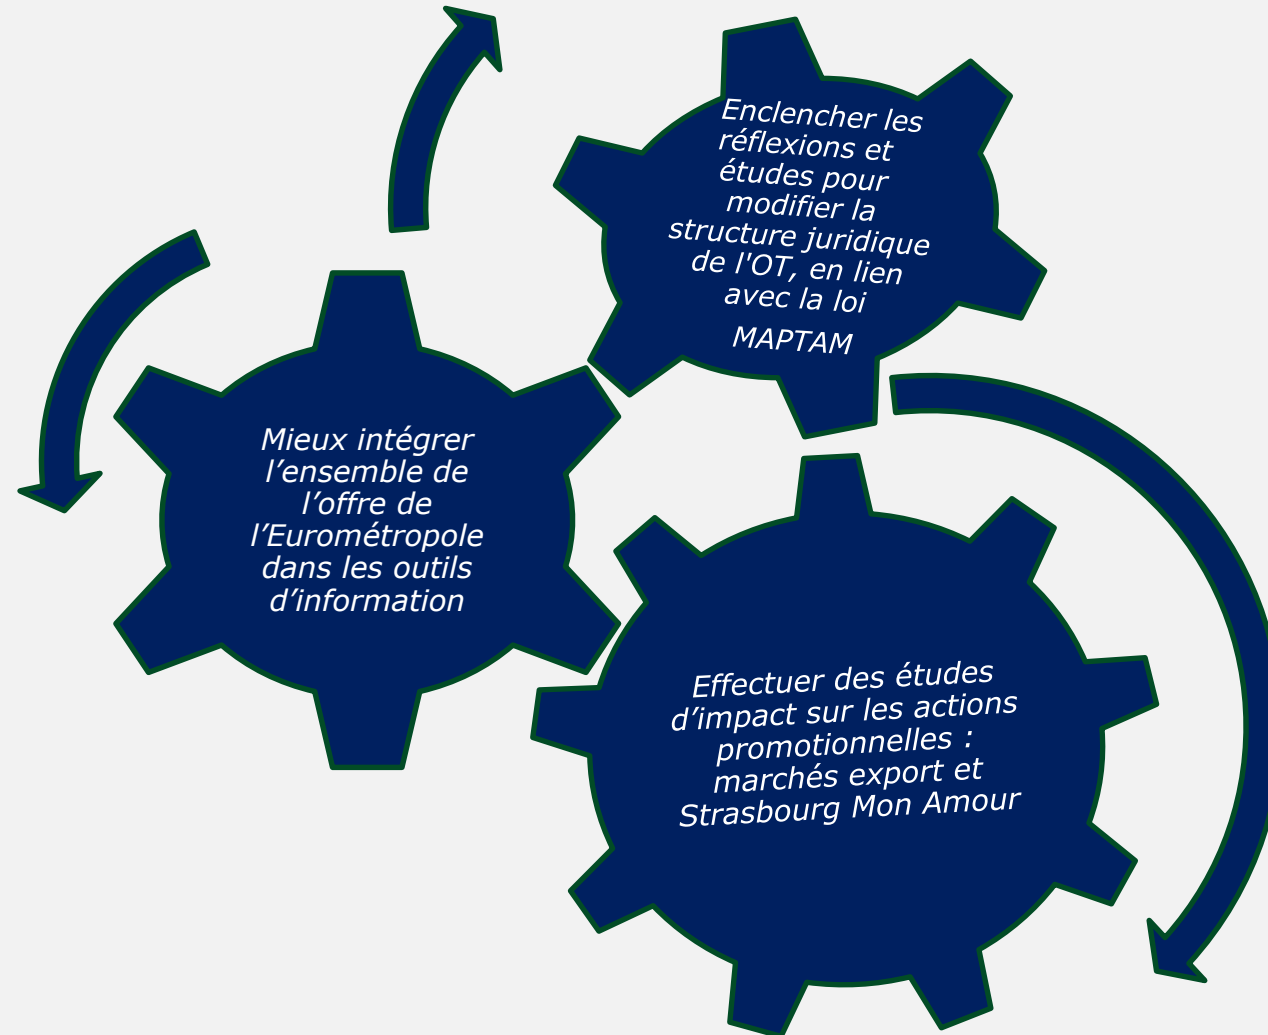 Enclencher les
réflexions et
études pour
modifier la
structure juridique
de l'OT, en lien
avec la loi
MAPTAM
Mieux intégrer
l’ensemble de
l’offre de
l’Eurométropole
dans les outils
d’information
Effectuer des études
d’impact sur les actions
promotionnelles :
marchés export et
Strasbourg Mon Amour